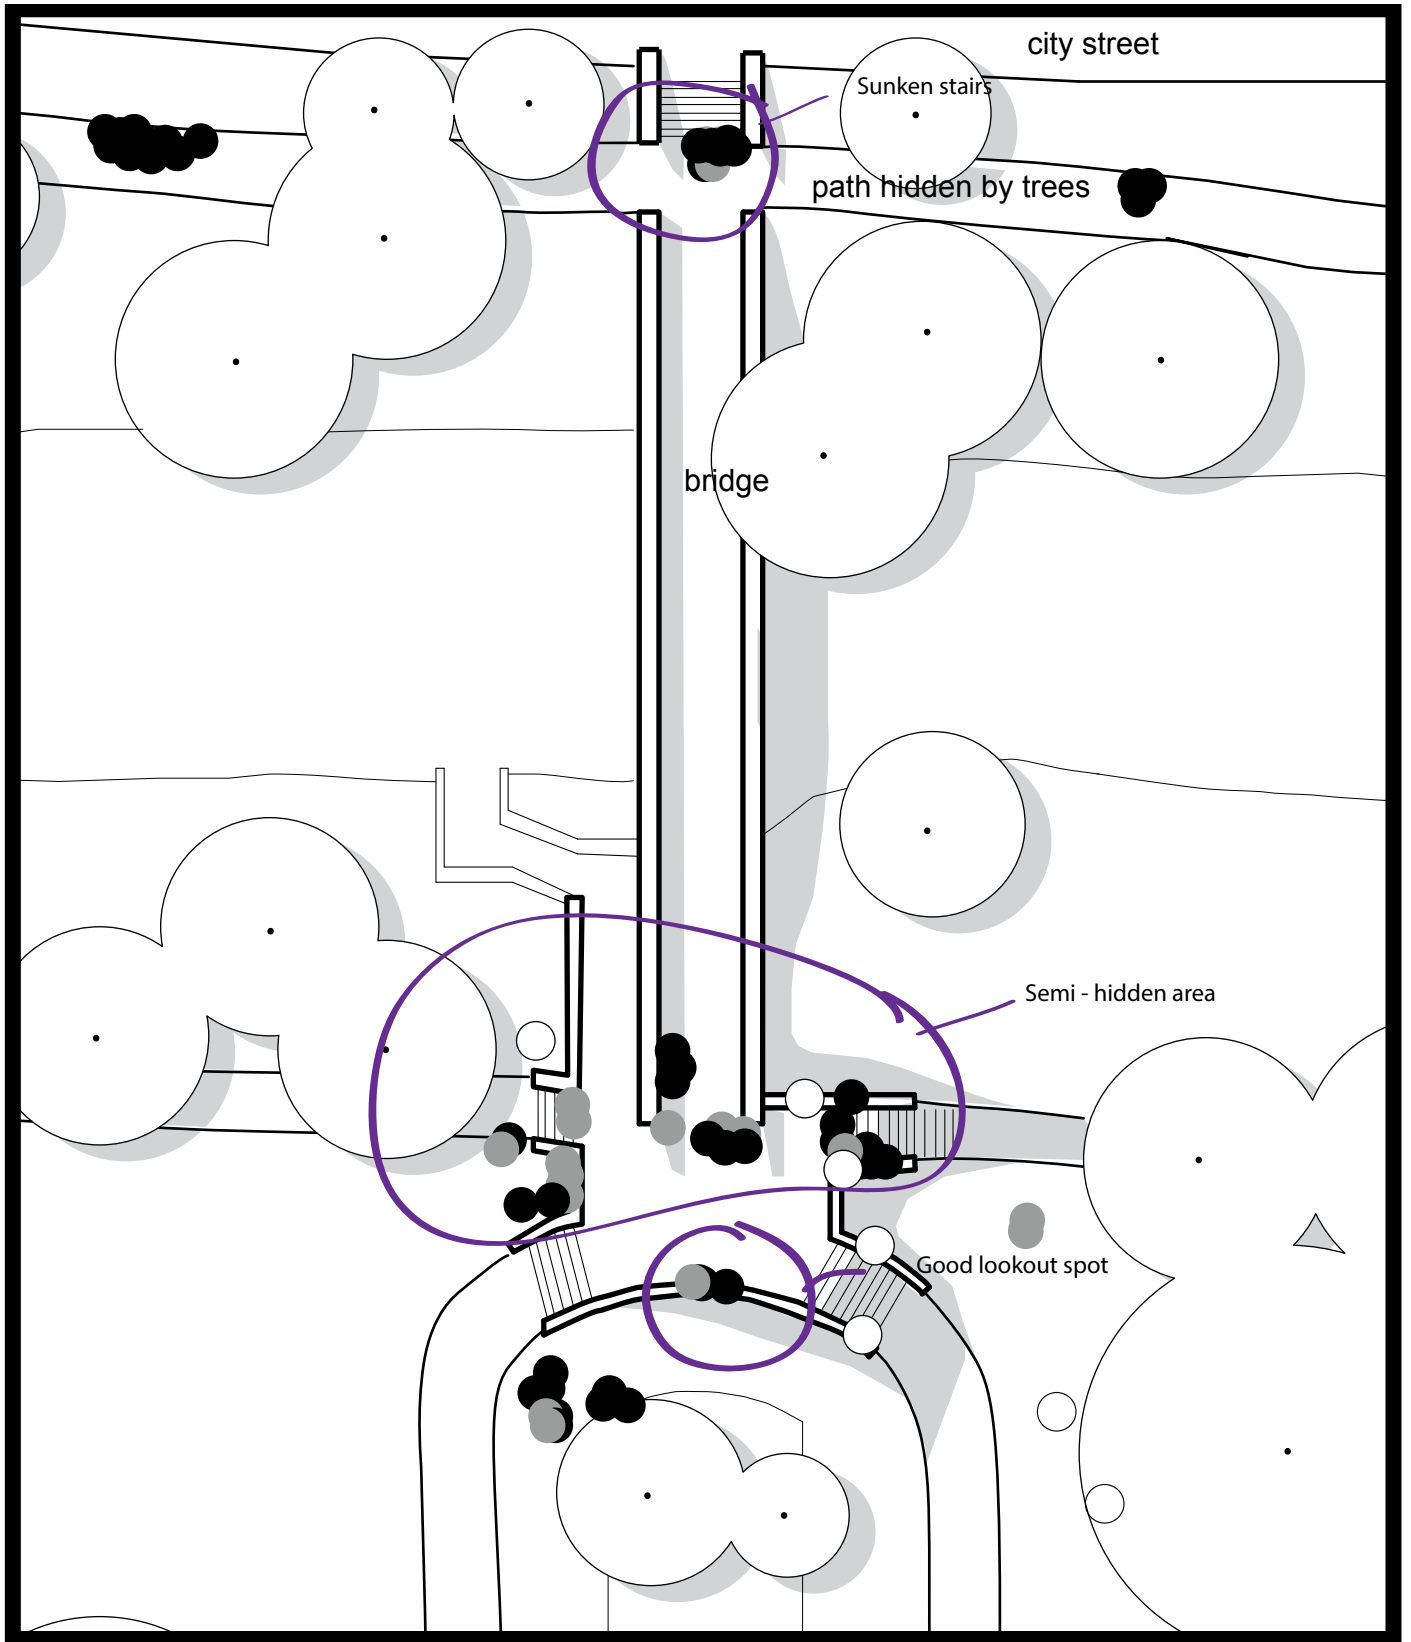 city street
Sunken stairs
path hidden by trees
bridge
Semi - hidden area
Good lookout spot